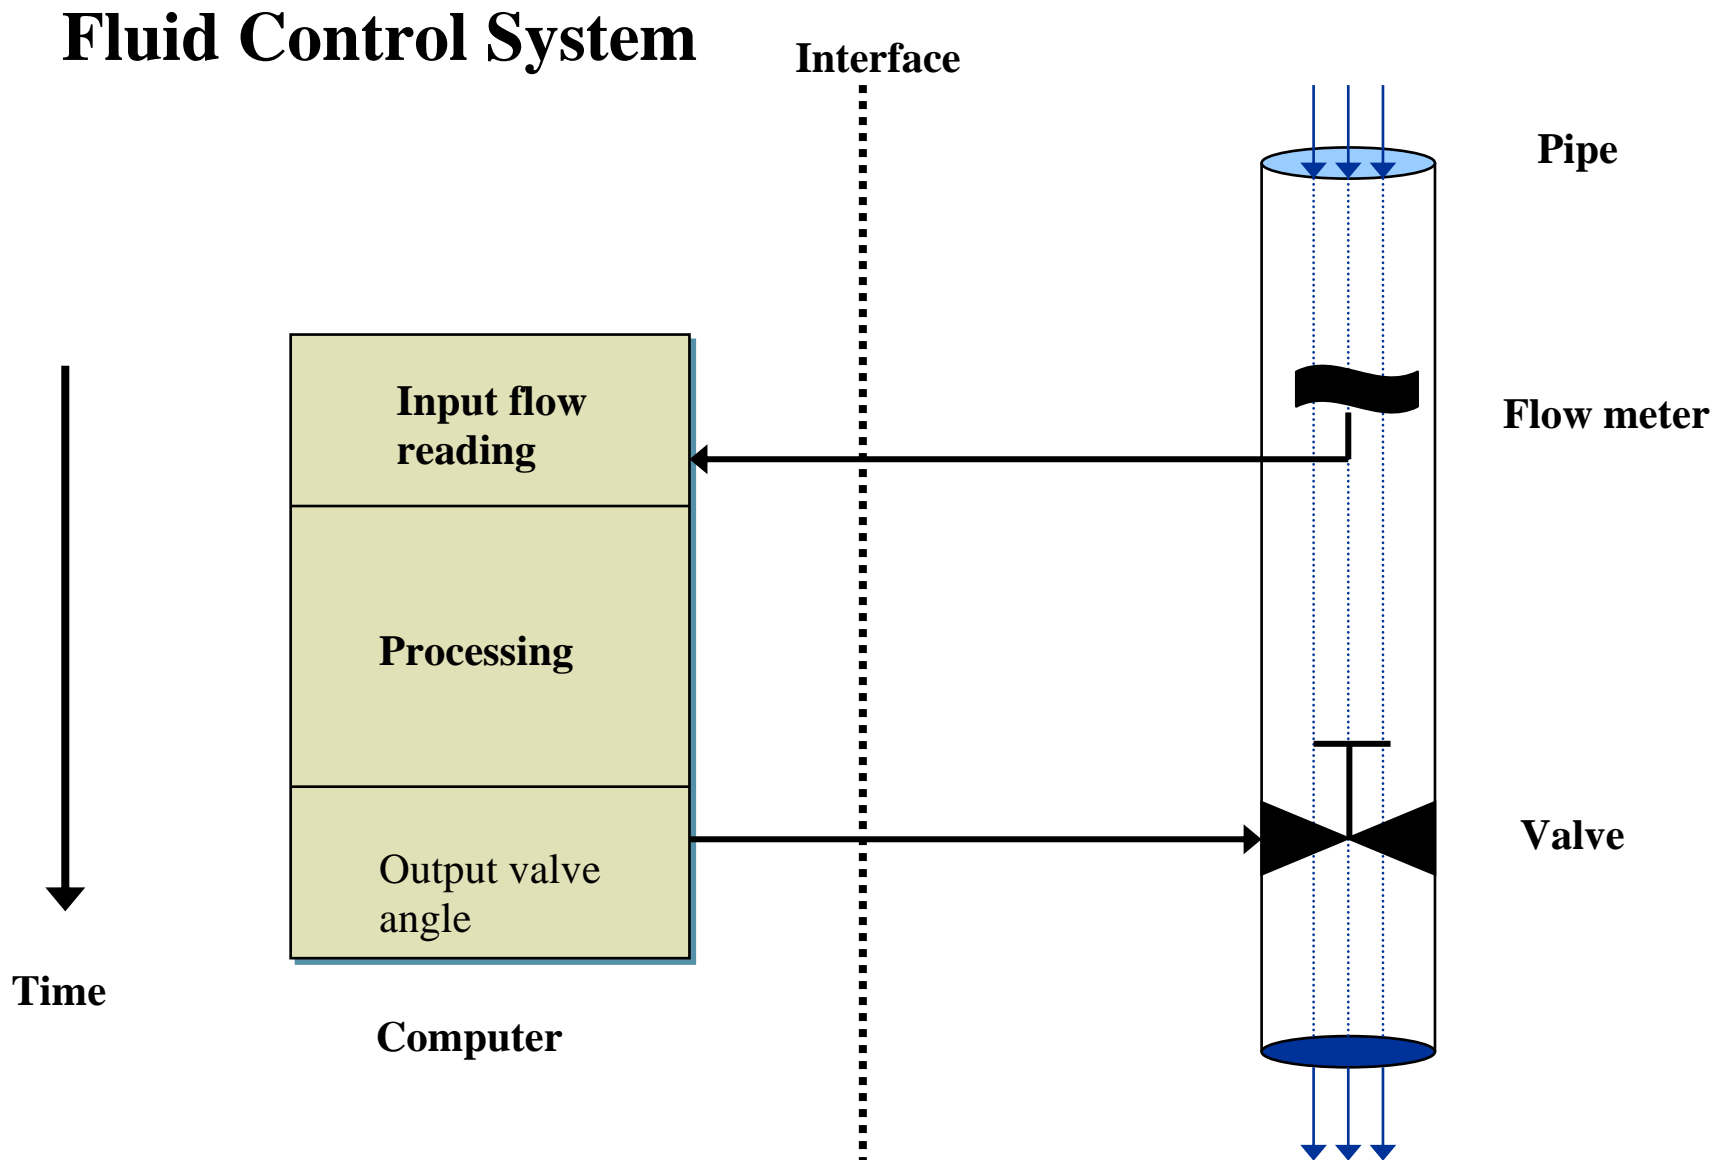 Fluid Control System
Interface
Pipe
Input flow
reading
Flow meter
Processing
Valve
Output valve
angle
Time
Computer